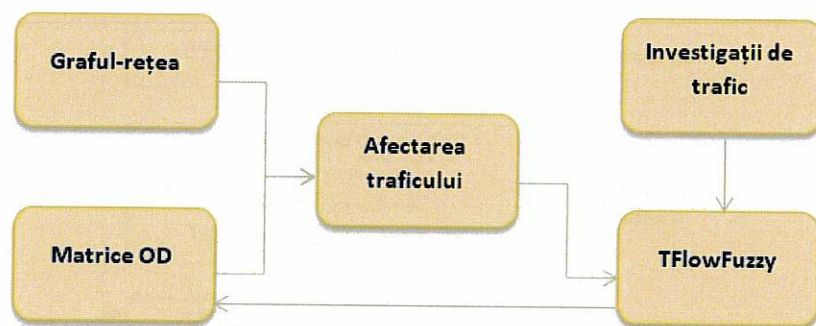 Graful-rețea
Investigații de
trafic
Afectarea
traficului
Matrice OD
TFlowFuzzy